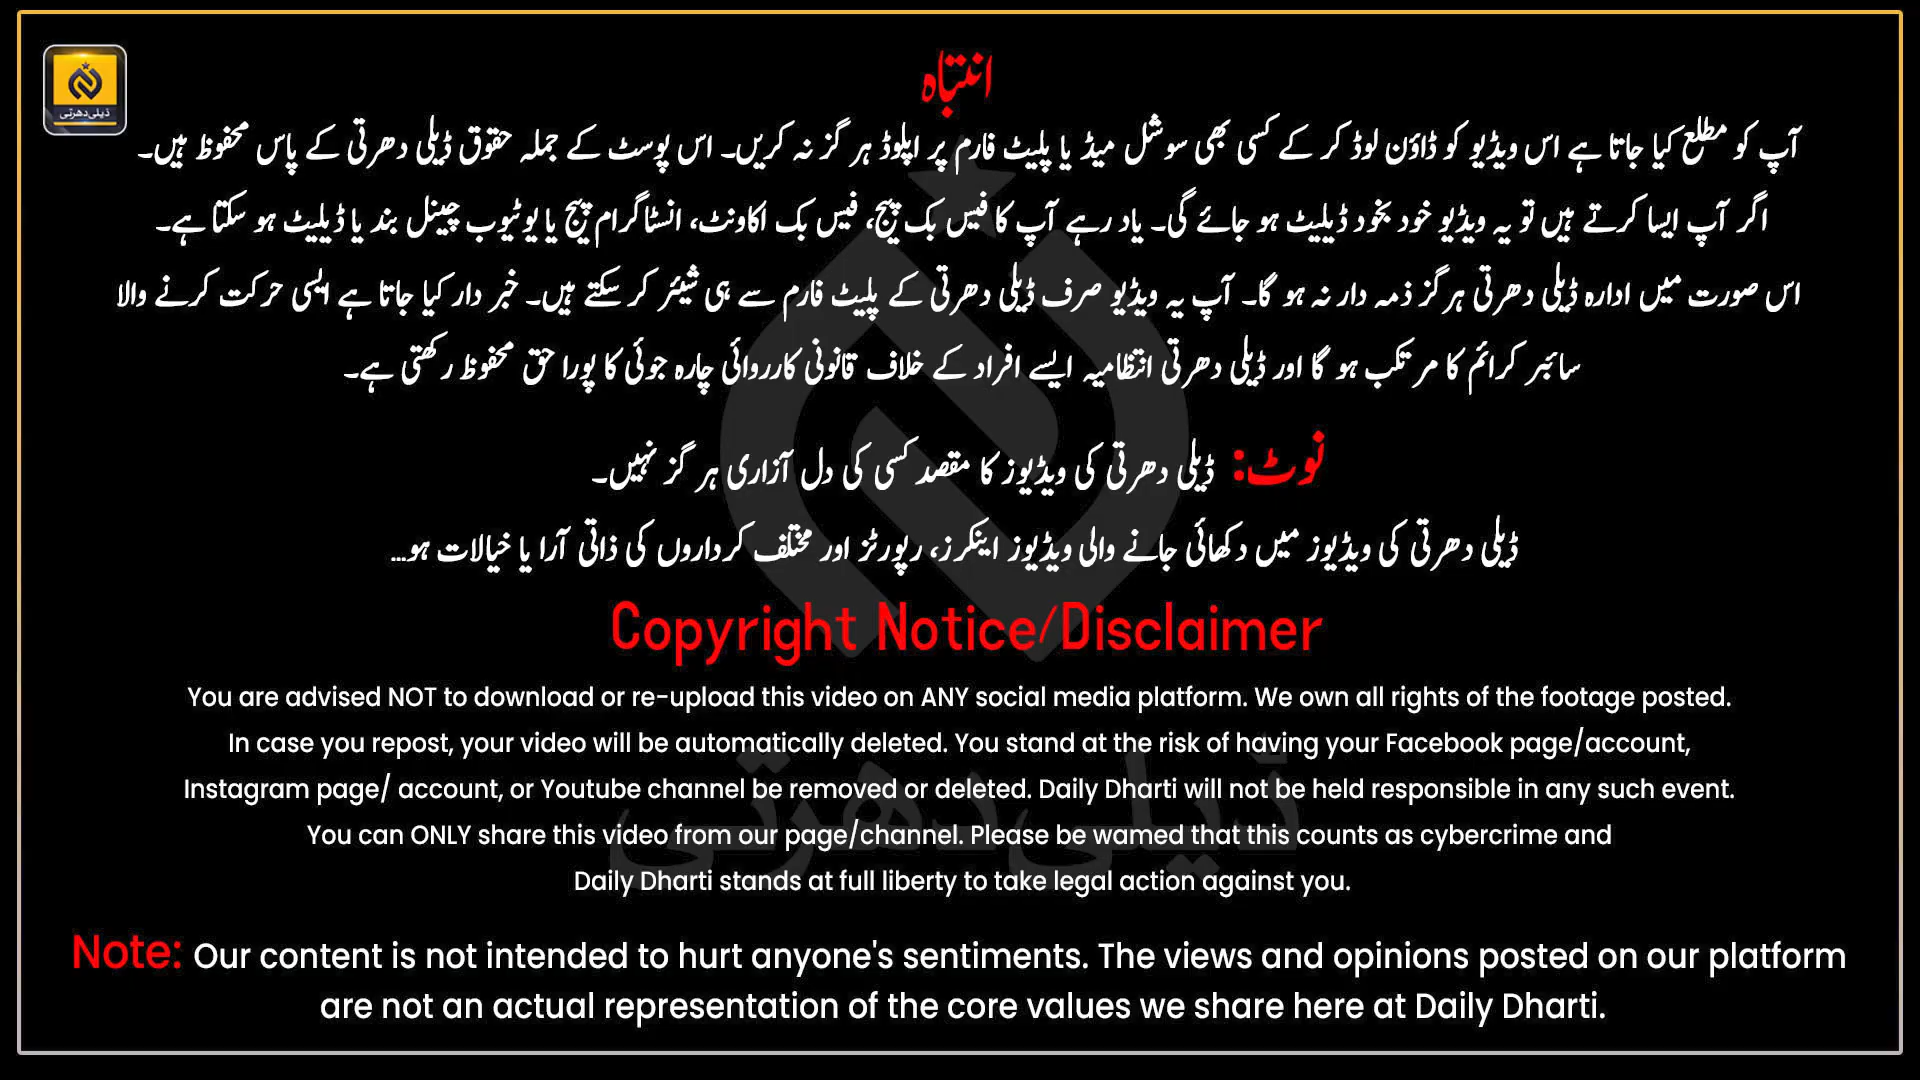 ڈیلی دھرتی
انتباہ
آپ کو مطلع کیا جاتا ہے اس ویڈیو کو ڈاؤن لوڈ کر کے کسی بھی سوشل میڈ یا پلیٹ فارم پر اپلوڈ ہر گز نہ کریں۔ اس پوسٹ کے جملہ حقوق ڈیلی دھرتی کے پاس محفوظ ہیں۔
اگر آپ ایسا کرتے ہیں تو یہ ویڈیو خود بخود ڈیلیٹ ہو جائے گی۔ یاد رہے آپ کا فیس بک پیج، فیس بک اکاونٹ، انسٹاگرام پیج یا یوٹیوب چینل بند یا ڈیلیٹ ہو سکتا ہے۔
اس صورت میں ادارہ ڈیلی دھرتی ہرگز ذمہ دار نہ ہو گا۔ آپ یہ ویڈیو صرف ڈیلی دھرتی کے پلیٹ فارم سے ہی شیئر کر سکتے ہیں۔ خبر دار کیا جاتا ہے ایسی حرکت کرنے والا
سائبر کرائم کا مرتکب ہو گا اور ڈیلی دھرتی انتظامیہ ایسے افراد کے خلاف قانونی کارروائی چارہ جوئی کا پورا حق محفوظ رکھتی ہے۔
نوٹ: ڈیلی دھرتی کی ویڈیوز کا مقصد کسی کی دل آزاری ہر گز نہیں۔
ڈیلی دھرتی کی ویڈیوز میں دکھائی جانے والی ویڈیوز اینکرز، رپورٹرز اور مختلف کرداروں کی ذاتی آرا یا خیالات ہو...
Copyright Notice/Disclaimer
You are advised NOT to download or re-upload this video on ANY social media platform. We own all rights of the footage posted.
In case you repost, your video will be automatically deleted. You stand at the risk of having your Facebook page/account,
Instagram page/ account, or Youtube channel be removed or deleted. Daily Dharti will not be held responsible in any such event.
You can ONLY share this video from our page/channel. Please be wamed that this counts as cybercrime and
Daily Dharti stands at full liberty to take legal action against you.
ڈیلی دھرتی
Note: Our content is not intended to hurt anyone's sentiments. The views and opinions posted on our platform
are not an actual representation of the core values we share here at Daily Dharti.